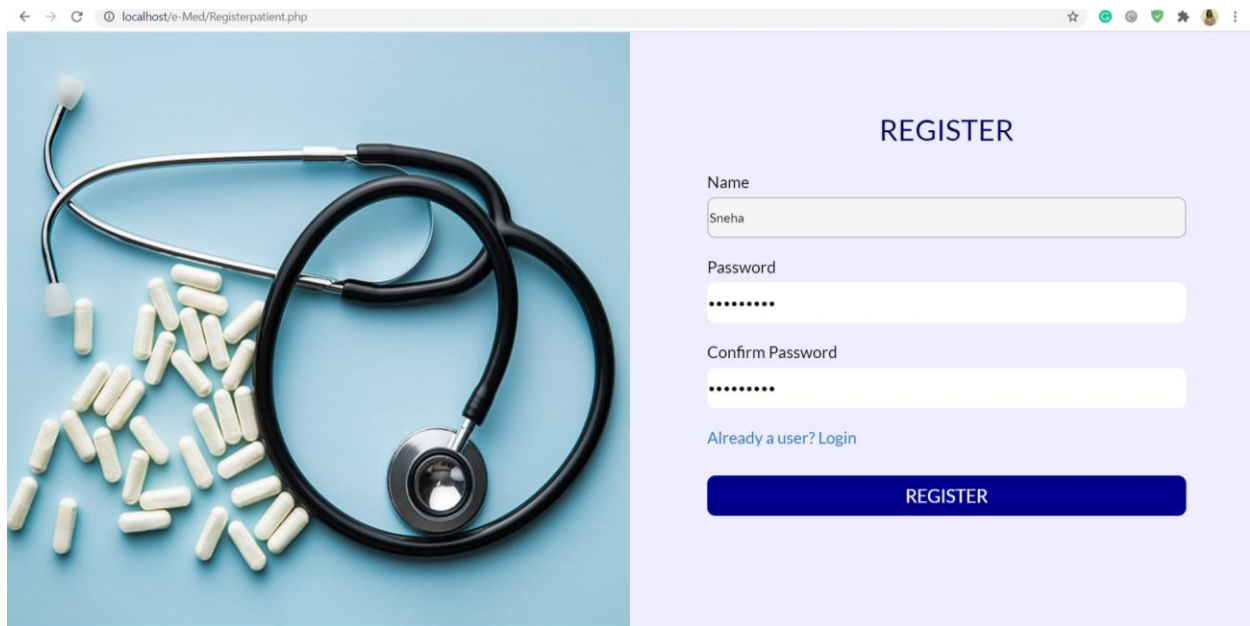 localhost/e-Med/Registerpatient.php
REGISTER
Name
Sneha
Password
•••••••••
Confirm Password
•••••••••
Already a user? Login
REGISTER